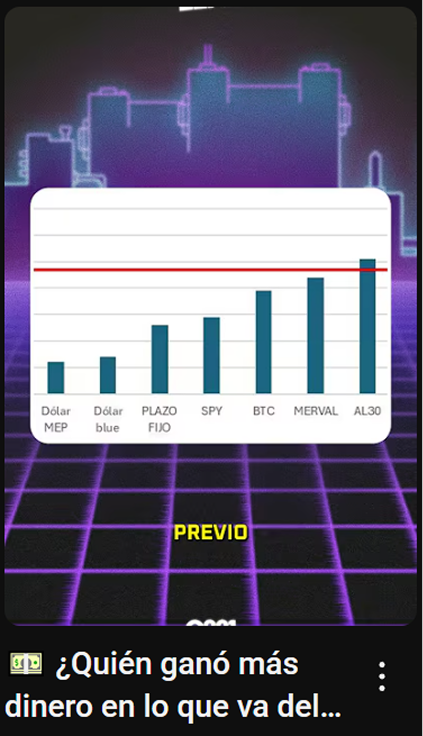 Dólar MEP
Dólar blue
PLAZO FIJO
SPY
BTC
MERVAL
AL30
PREVIO
💵 ¿Quién ganó más
dinero en lo que va del...